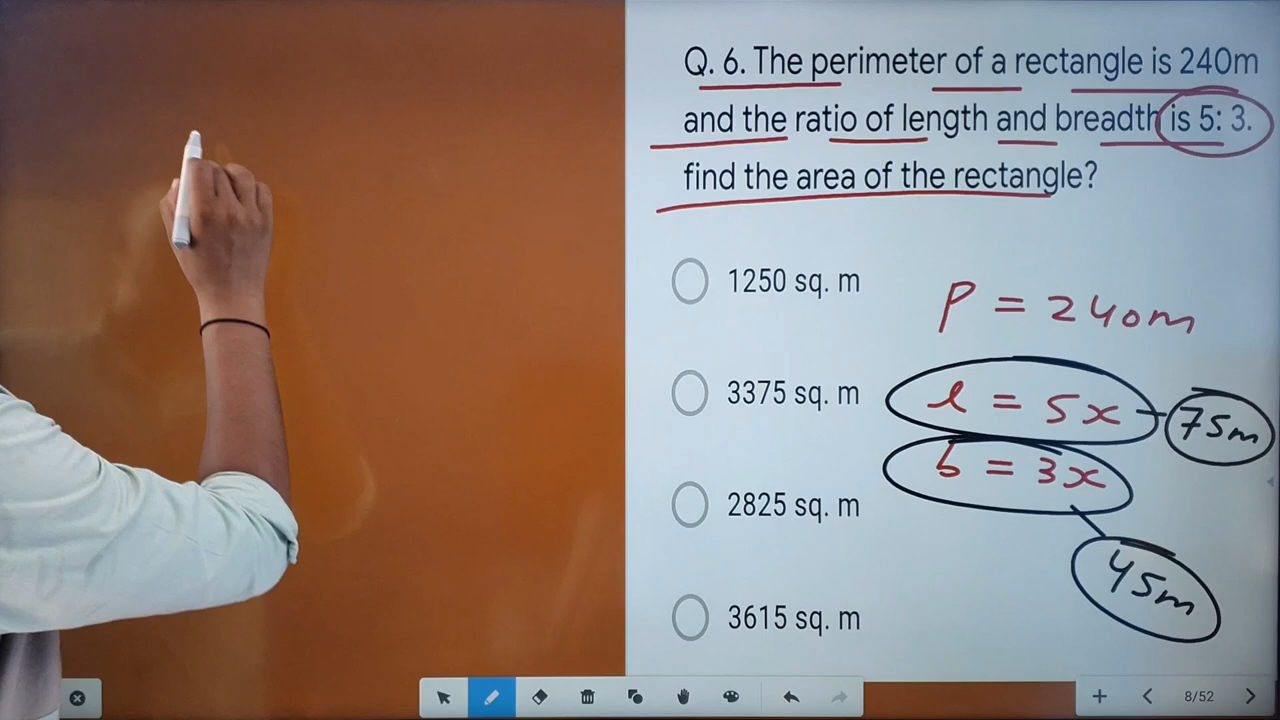 Q. 6. The perimeter of a rectangle is 240m
and the ratio of length and breadth is 5: 3.
find the area of the rectangle?
1250 sq. m
P = 240m
3375 sq. m
l = 5x
75m
b = 3x
2825 sq. m
45m
3615 sq. m
8/52